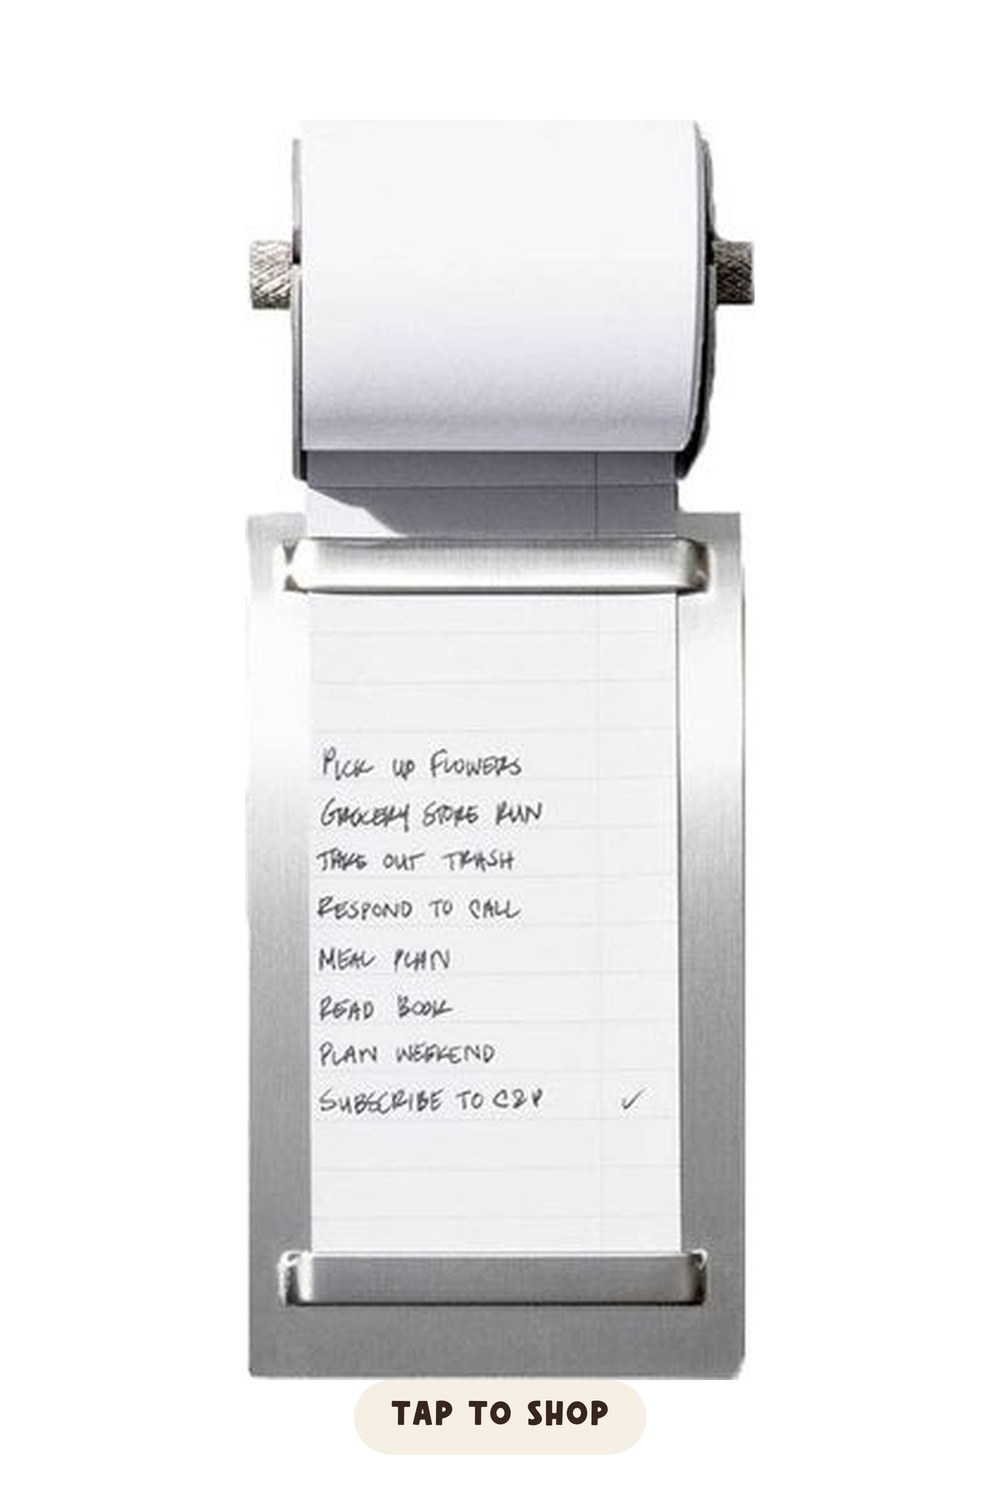 PICK UP FLOWERS
GROCERY STORE RUN
TAKE OUT TRASH
RESPOND TO CALL
MEAL PLAN
READ BOOK
PLAN WEEKEND
SUBSCRIBE TO C2P ✓
TAP TO SHOP